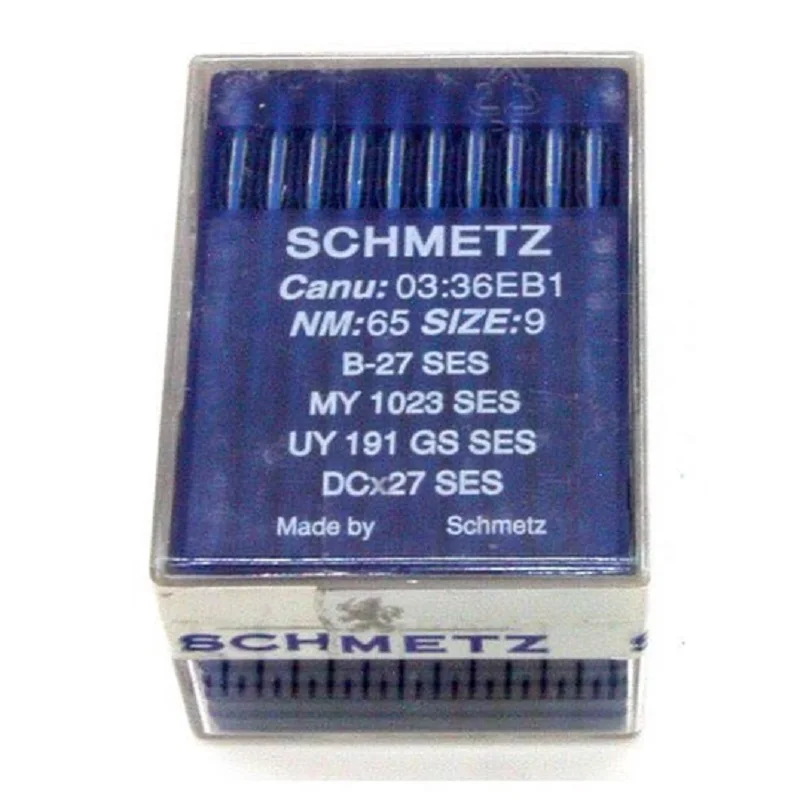 SCHMETZ
Canu: 03:36EB1
NM:65 SIZE:9
B-27 SES
MY 1023 SES
UY 191 GS SES
DCx27 SES
Made by Schmetz
SCHMETZ